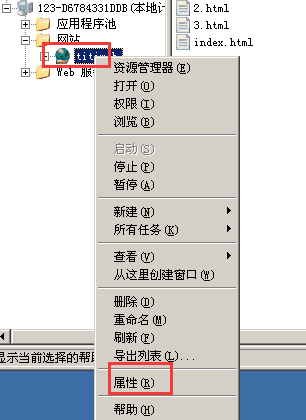 123-D6784331DDB(本地计
应用程序池
网站
Web 服
2.html
3.html
index.html
资源管理器(E)
打开(O)
权限(I)
浏览(B)
启动(S)
停止(P)
暂停(A)
新建(N)
所有任务(K)
查看(V)
从这里创建窗口(W)
删除(D)
重命名(M)
刷新(F)
导出列表(L)...
属性(R)
帮助(H)
显示当前选择的帮